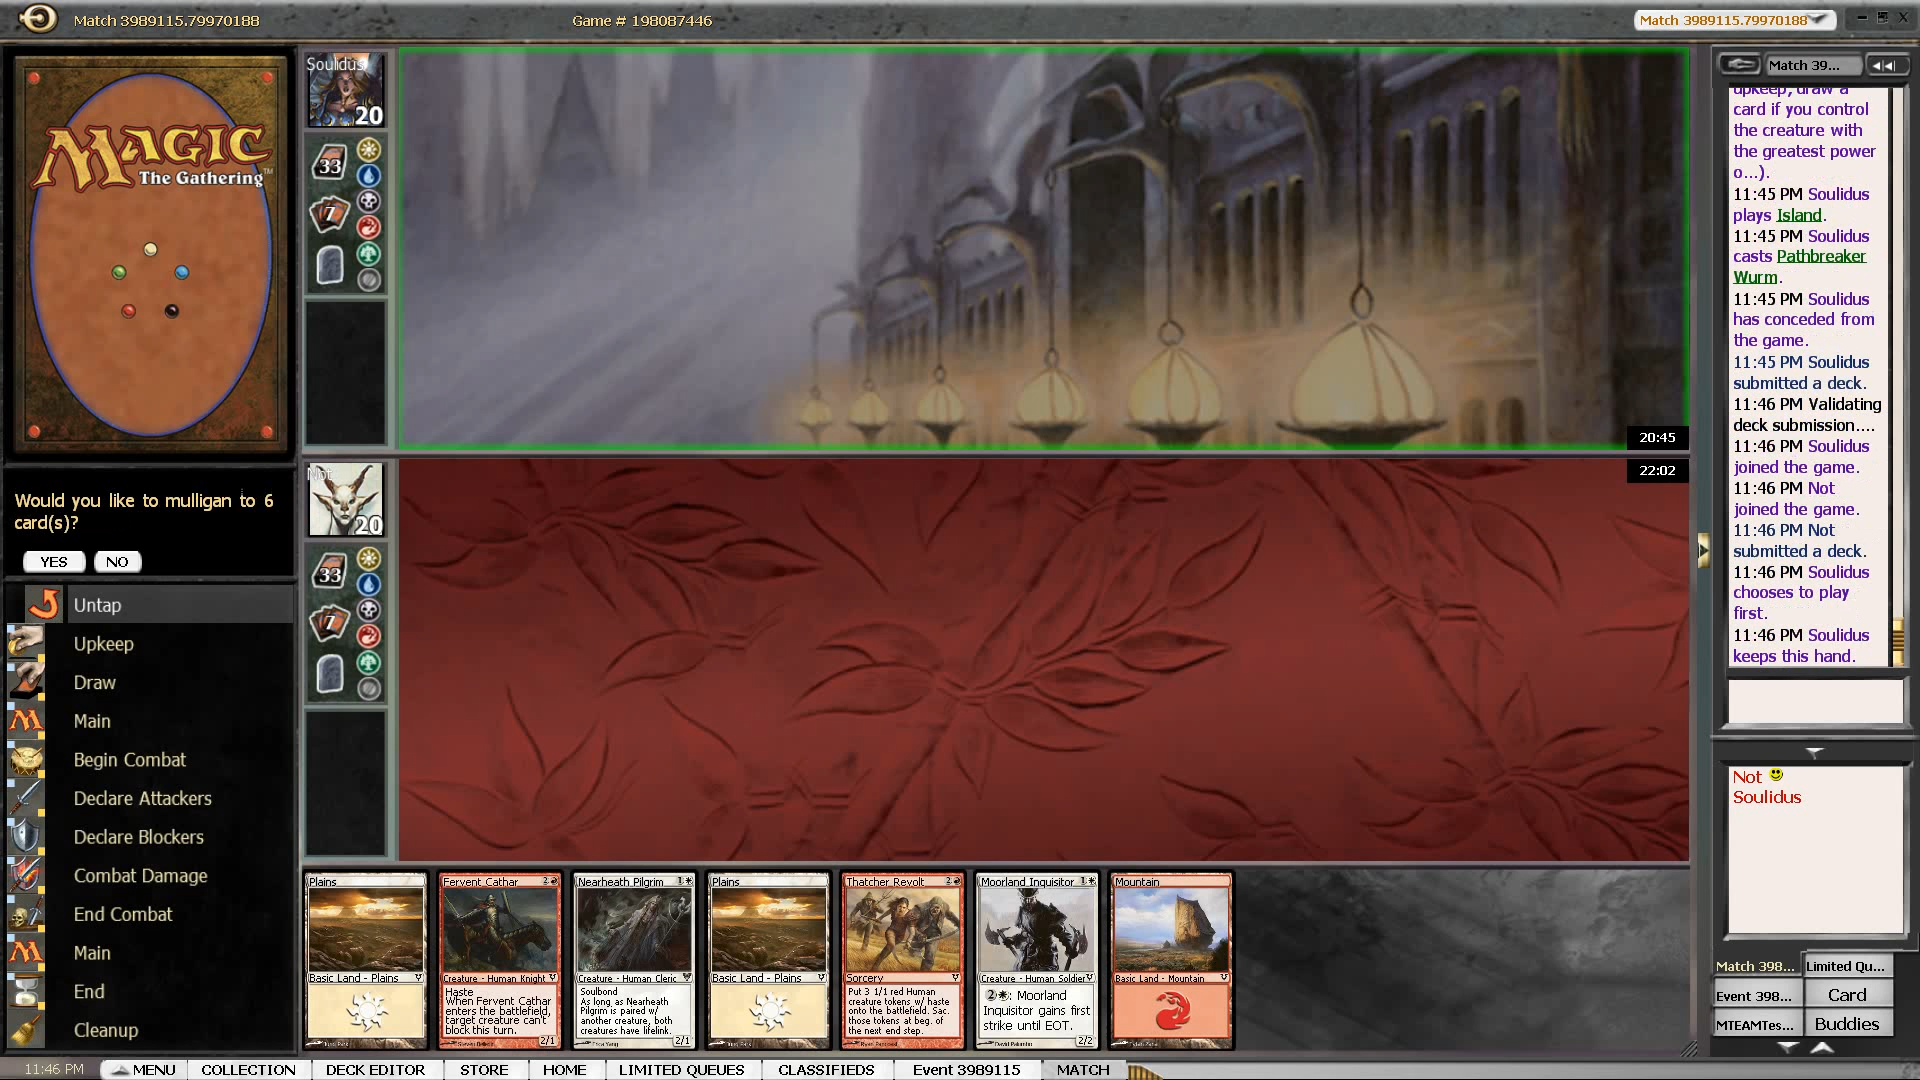 Match 3989115.79970188
Game # 198087446
Match 3989115.79970188
MAGIC
The Gathering
Would you like to mulligan to 6
card(s)?
YES
NO
Untap
Upkeep
Draw
Main
Begin Combat
Declare Attackers
Declare Blockers
Combat Damage
End Combat
Main
End
Cleanup
Soulidus
20
33
7
20:45
Not
20
33
7
22:02
Plains
Basic Land - Plains
Fervent Cathar 2
Creature - Human Knight
Haste
When Fervent Cathar
enters the battlefield,
target creature can't
block this turn.
2/1
Nearheath Pilgrim 1
Creature - Human Cleric
Soulbond
As long as Nearheath
Pilgrim is paired w/
another creature, both
creatures have lifelink.
2/1
Plains
Basic Land - Plains
Thatcher Revolt 2
Sorcery
Put 3 1/1 red Human
creature tokens w/ haste
onto the battlefield. Sac.
those tokens at beg. of
the next end step.
Moorland Inquisitor 1
Creature - Human Soldier
2: Moorland
Inquisitor gains first
strike until EOT.
2/2
Mountain
Basic Land - Mountain
Match 39...
upkeep, draw a
card if you control
the creature with
the greatest power
o...).
11:45 PM Soulidus
plays Island.
11:45 PM Soulidus
casts Pathbreaker
Wurm.
11:45 PM Soulidus
has conceded from
the game.
11:45 PM Soulidus
submitted a deck.
11:46 PM Validating
deck submission....
11:46 PM Soulidus
joined the game.
11:46 PM Not
joined the game.
11:46 PM Not
submitted a deck.
11:46 PM Soulidus
chooses to play
first.
11:46 PM Soulidus
keeps this hand.
Not
Soulidus
Match 398...
Limited Qu...
Event 398...
Card
MTEAMTes...
Buddies
11:46 PM
MENU
COLLECTION
DECK EDITOR
STORE
HOME
LIMITED QUEUES
CLASSIFIEDS
Event 3989115
MATCH